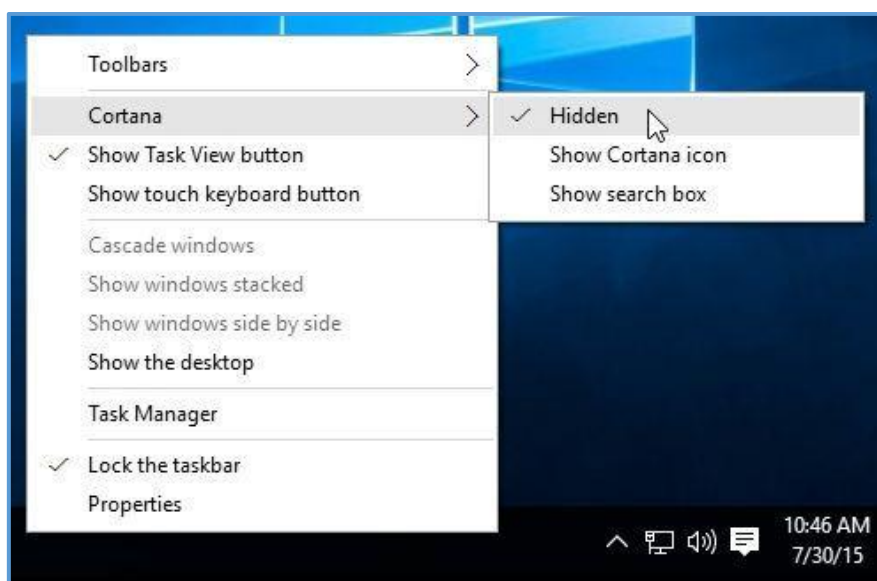 Toolbars
Cortana
Show Task View button
Show touch keyboard button
Cascade windows
Show windows stacked
Show windows side by side
Show the desktop
Task Manager
Lock the taskbar
Properties
Hidden
Show Cortana icon
Show search box
10:46 AM
7/30/15